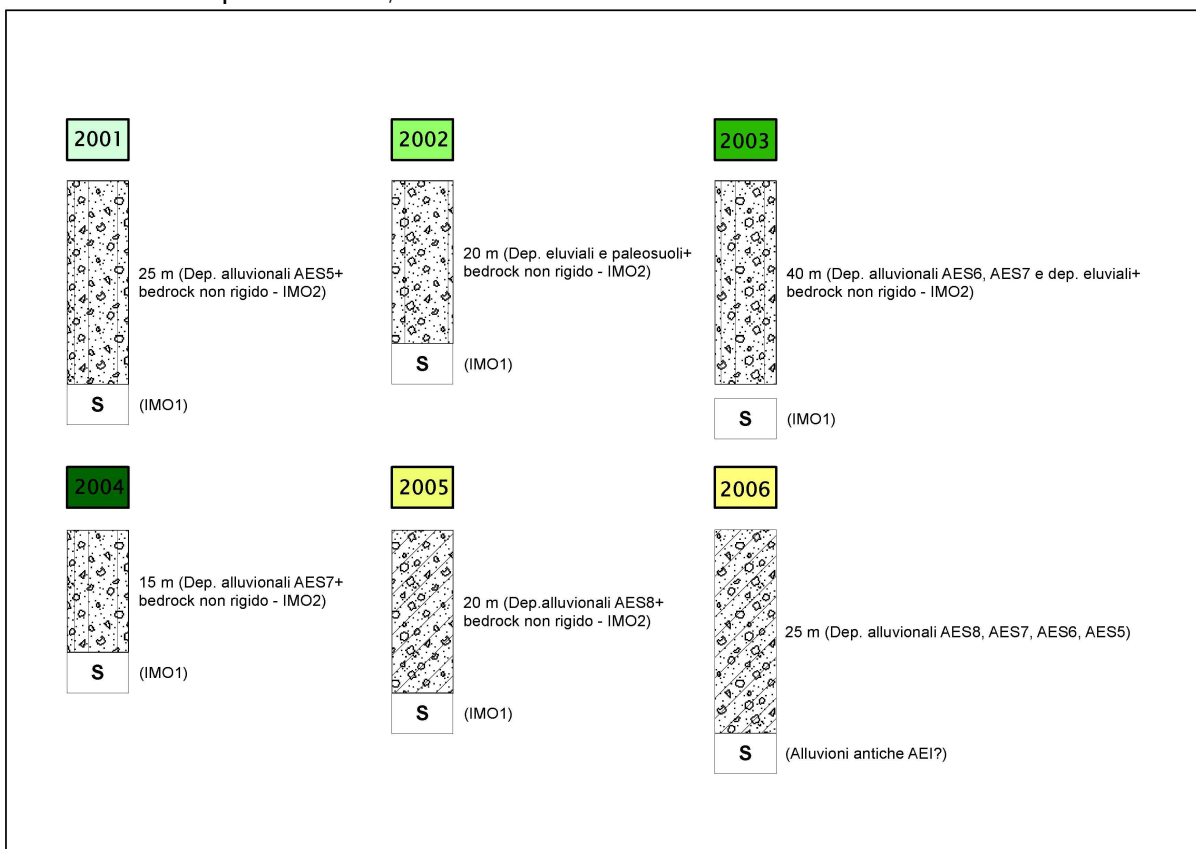 2001
25 m (Dep. alluvionali AES5+
bedrock non rigido - IMO2)
S
(IMO1)
2002
20 m (Dep. eluviali e paleosuoli+
bedrock non rigido - IMO2)
S
(IMO1)
2003
40 m (Dep. alluvionali AES6, AES7 e dep. eluviali+
bedrock non rigido - IMO2)
S
(IMO1)
2004
15 m (Dep. alluvionali AES7+
bedrock non rigido - IMO2)
S
(IMO1)
2005
20 m (Dep.alluvionali AES8+
bedrock non rigido - IMO2)
S
(IMO1)
2006
25 m (Dep. alluvionali AES8, AES7, AES6, AES5)
S
(Alluvioni antiche AEI?)